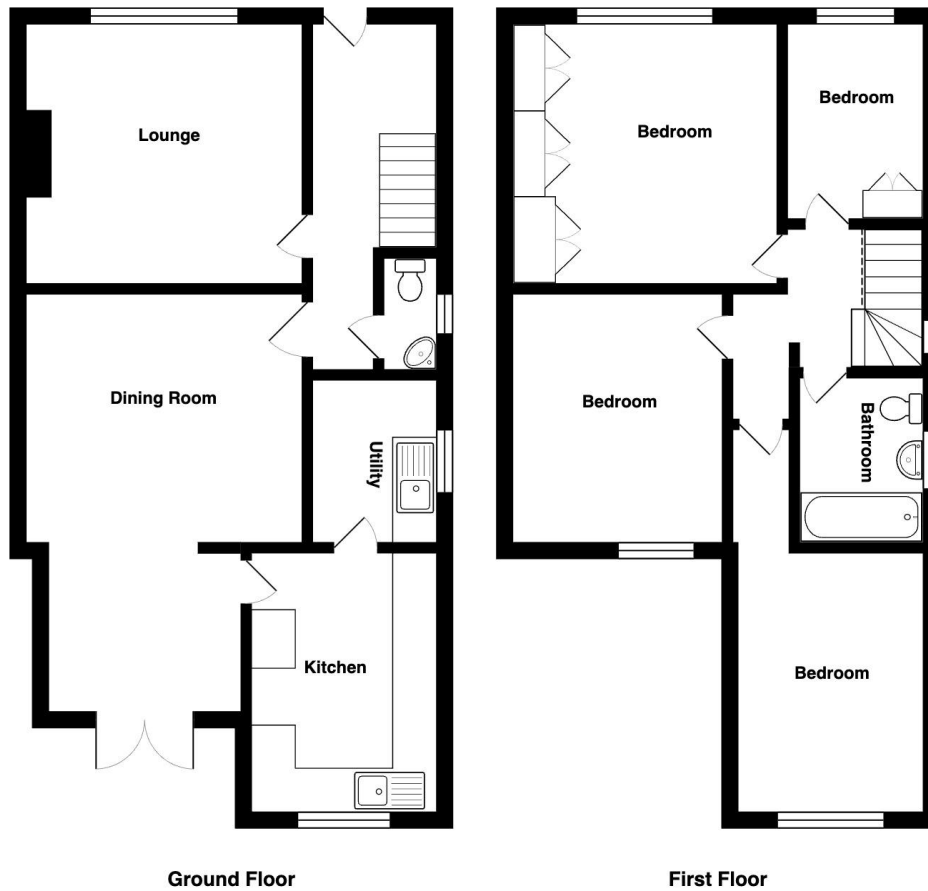 Lounge
Dining Room
Utility
Kitchen
Ground Floor
Bedroom
Bedroom
Bedroom
Bathroom
Bedroom
First Floor